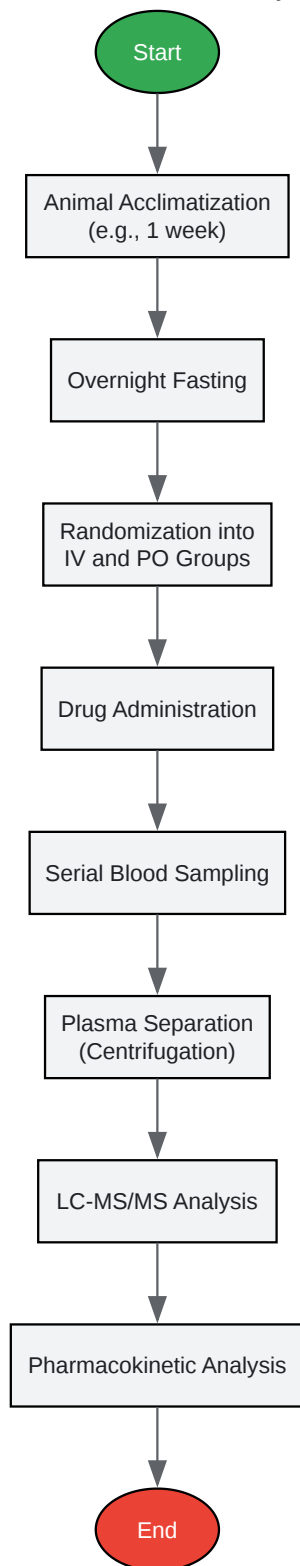 Start
Animal Acclimatization
(e.g., 1 week)
Overnight Fasting
Randomization into
IV and PO Groups
Drug Administration
Serial Blood Sampling
Plasma Separation
(Centrifugation)
LC-MS/MS Analysis
Pharmacokinetic Analysis
End